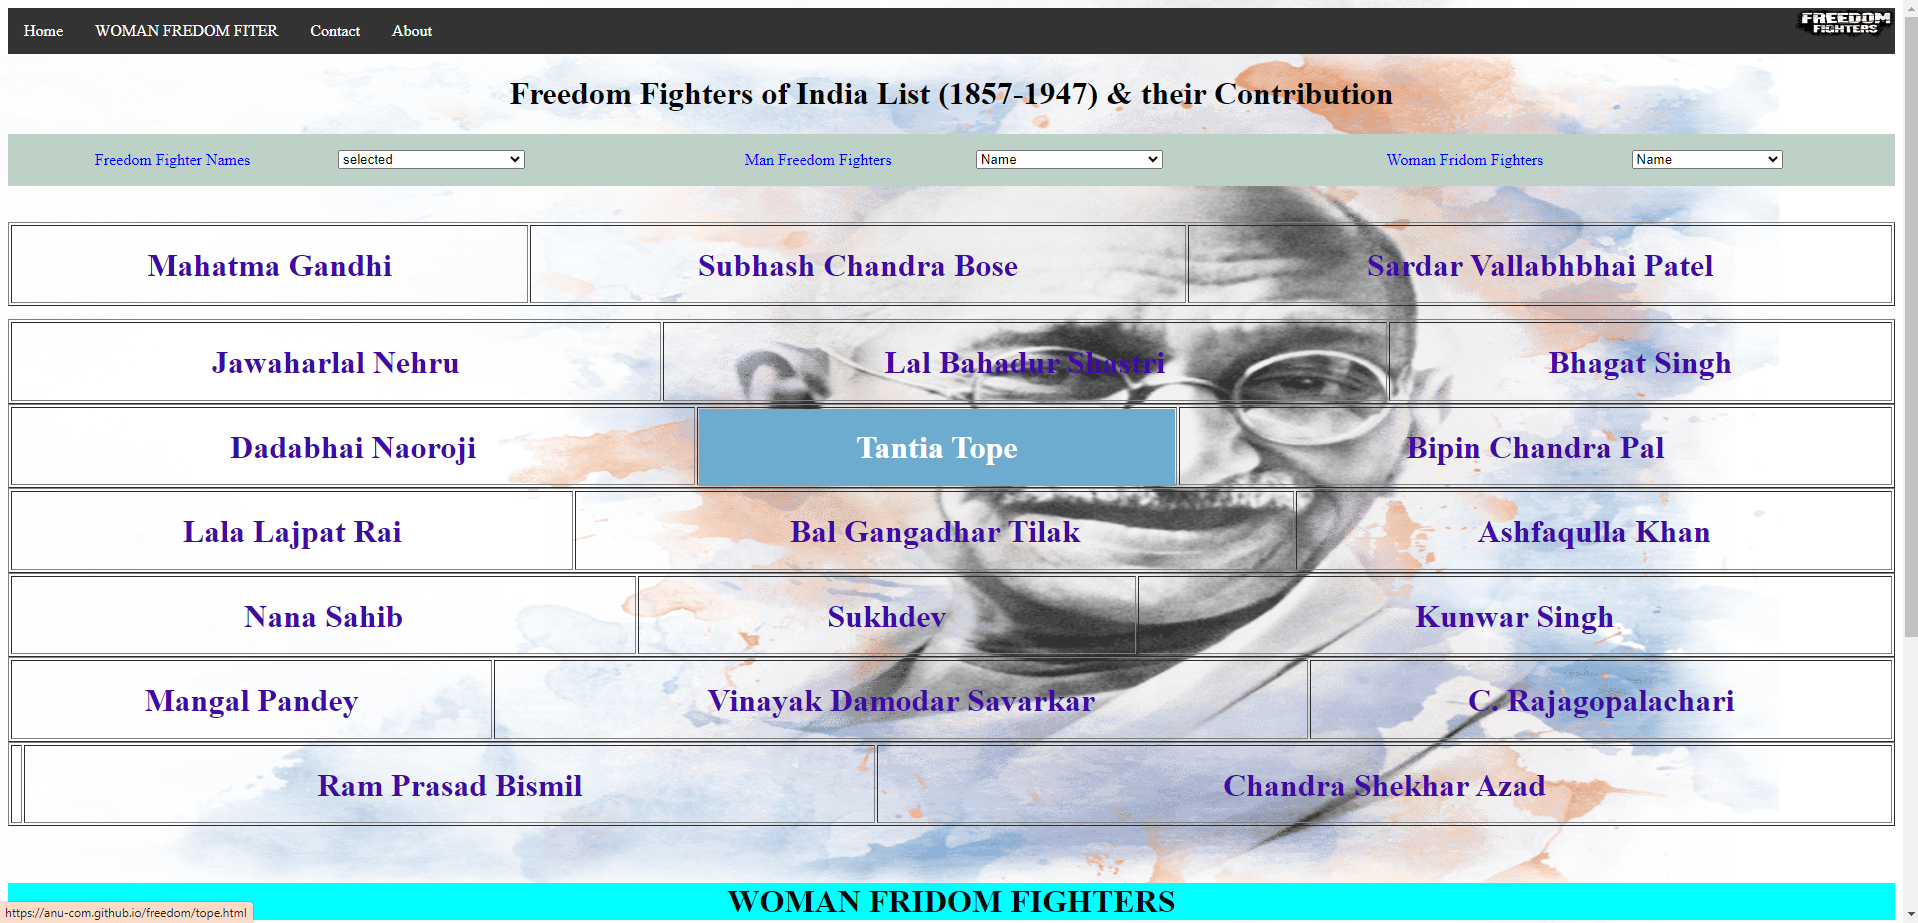 Home WOMAN FREDOM FITER Contact About FREEDOM
FIGHTERS
Freedom Fighters of India List (1857-1947) & their Contribution
Freedom Fighter Names selected Man Freedom Fighters Name Woman Fridom Fighters Name
Mahatma Gandhi Subhash Chandra Bose Sardar Vallabhbhai Patel
Jawaharlal Nehru Lal Bahadur Shastri Bhagat Singh
Dadabhai Naoroji Tantia Tope Bipin Chandra Pal
Lala Lajpat Rai Bal Gangadhar Tilak Ashfaqulla Khan
Nana Sahib Sukhdev Kunwar Singh
Mangal Pandey Vinayak Damodar Savarkar C. Rajagopalachari
Ram Prasad Bismil Chandra Shekhar Azad
WOMAN FRIDOM FIGHTERS
https://anu-com.github.io/freedom/tope.html